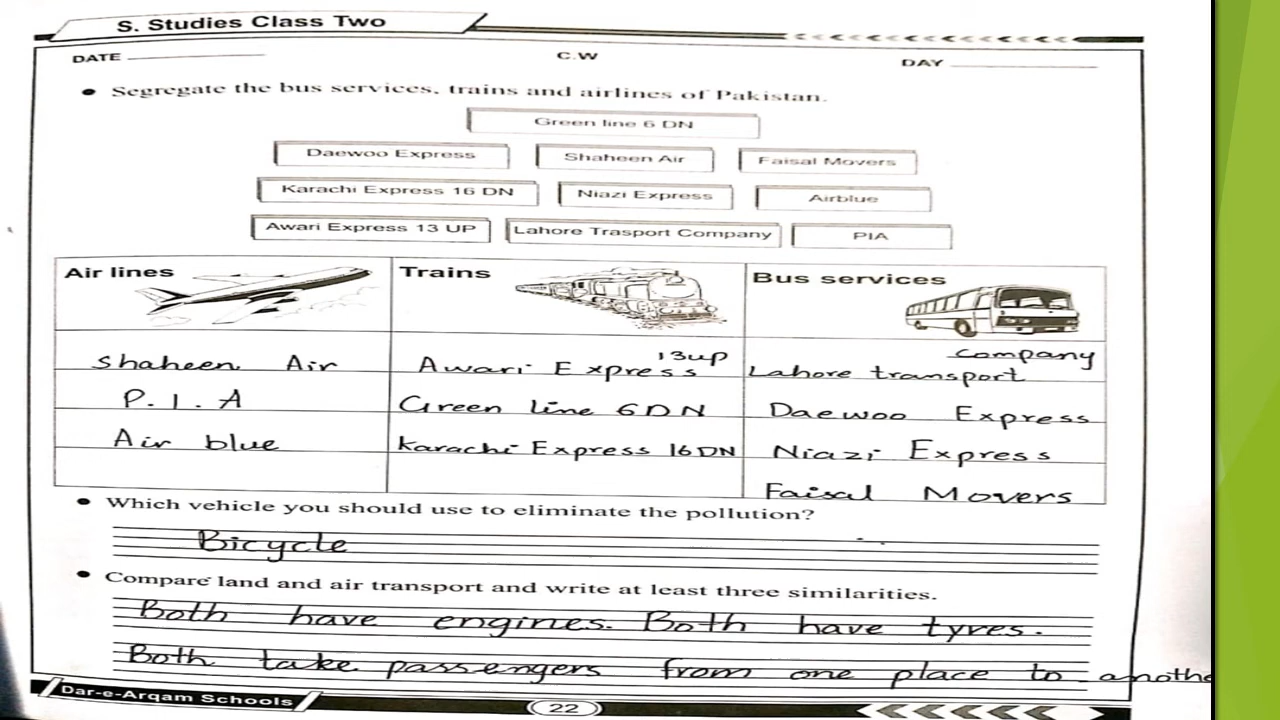 S. Studies Class Two
DATE
C.W
DAY
Segregate the bus services, trains and airlines of Pakistan.
Green line 6 DN
Daewoo Express
Shaheen Air
Faisal Movers
Karachi Express 16 DN
Niazi Express
Airblue
Awari Express 13 UP
Lahore Trasport Company
PIA
Air lines
Shaheen Air
P.I.A
Air blue
Trains
Awari Express 13up
Green line 6DN
Karachi Express 16DN
Bus services
Lahore transport company
Daewoo Express
Niazi Express
Faisal Movers
Which vehicle you should use to eliminate the pollution?
Bicycle
Compare land and air transport and write at least three similarities.
Both have engines. Both have tyres.
Both take passengers from one place to anothe
Dar-e-Arqam Schools
22